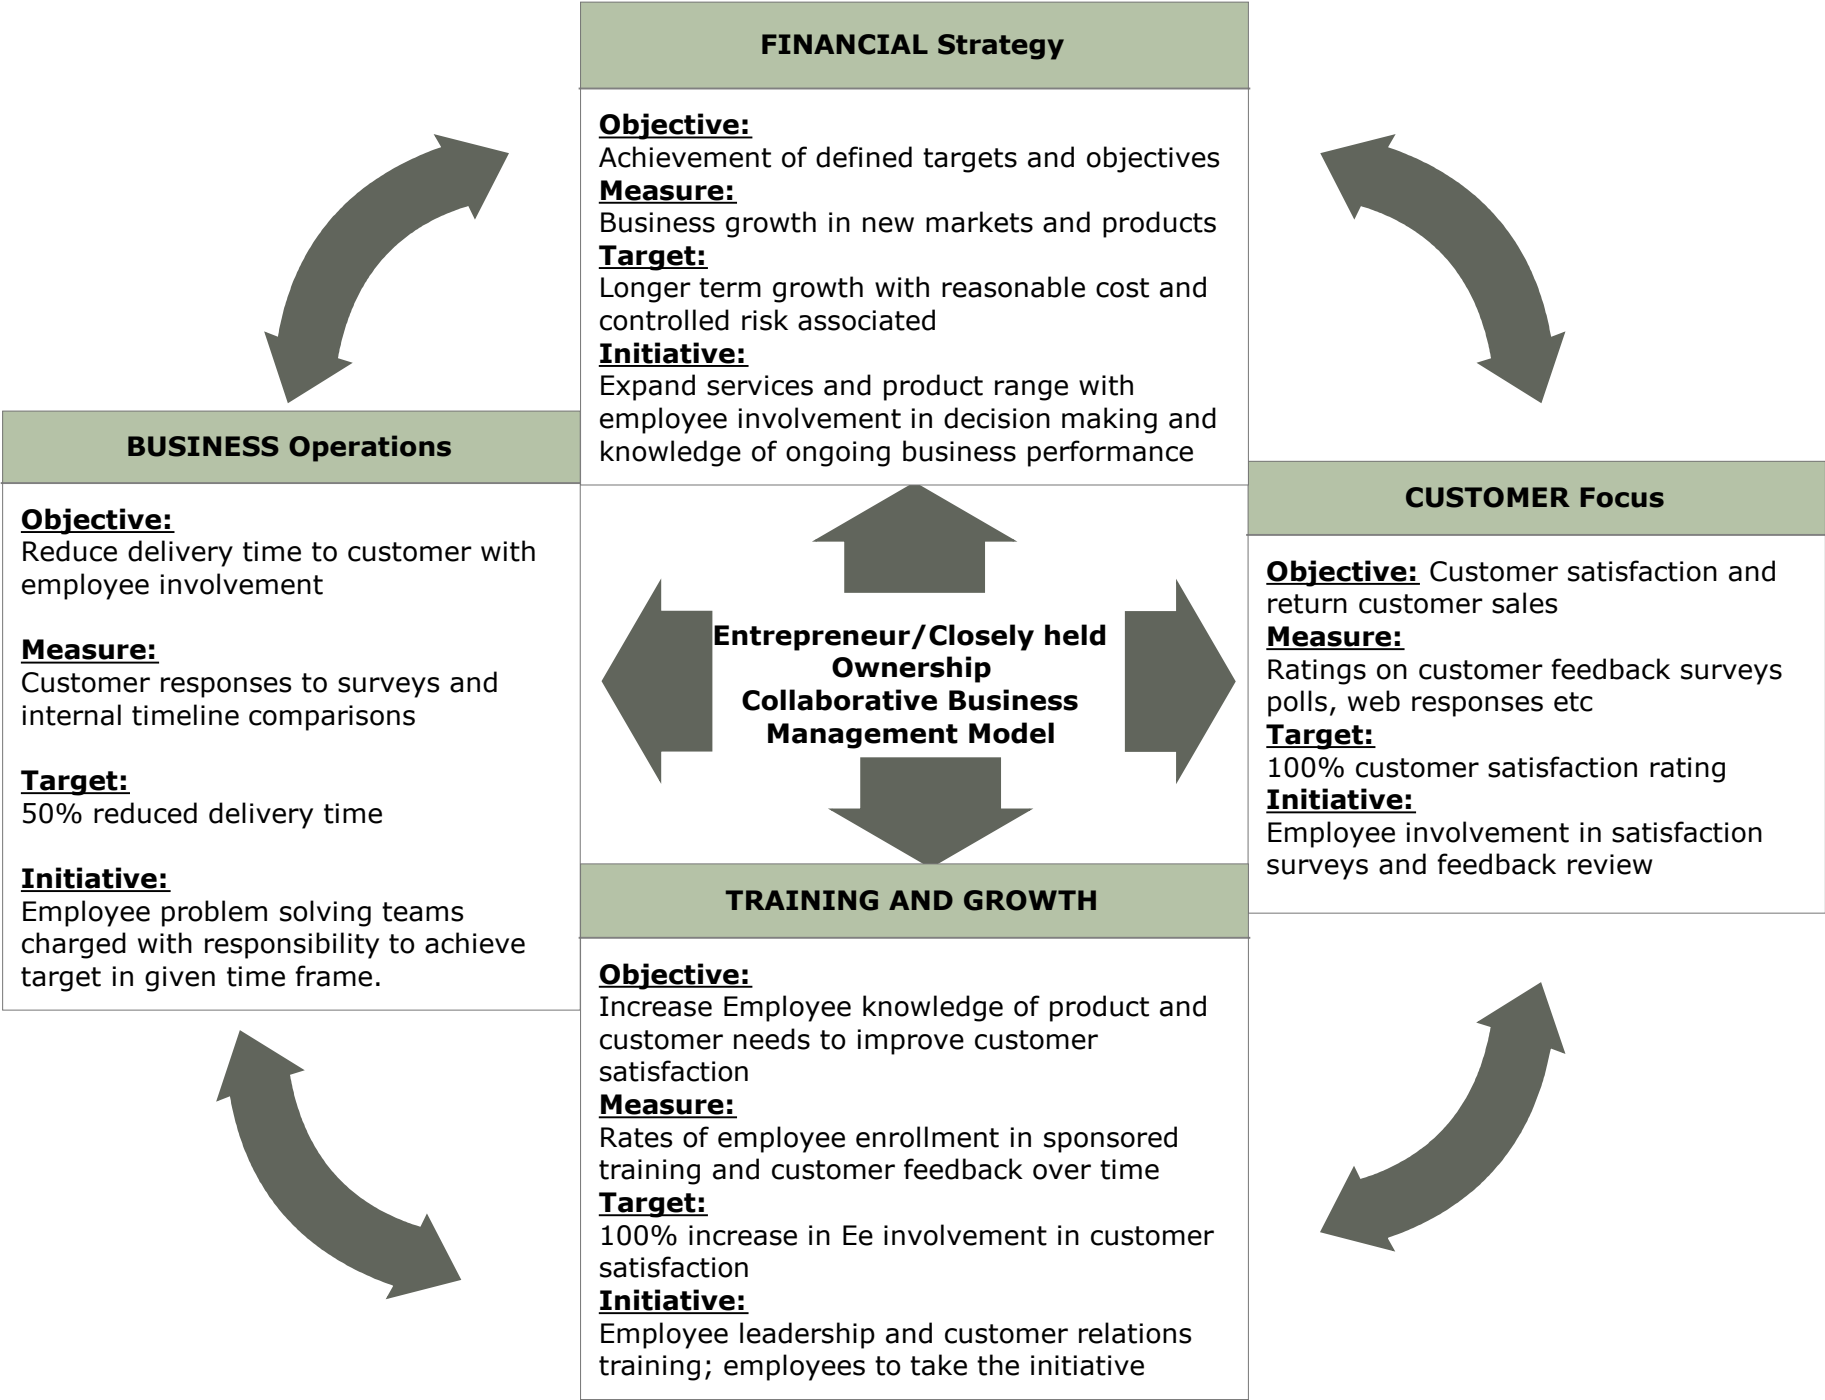 FINANCIAL Strategy
Objective:
Achievement of defined targets and objectives
Measure:
Business growth in new markets and products
Target:
Longer term growth with reasonable cost and
controlled risk associated
Initiative:
Expand services and product range with
employee involvement in decision making and
knowledge of ongoing business performance
BUSINESS Operations
Objective:
Reduce delivery time to customer with
employee involvement
Measure:
Customer responses to surveys and
internal timeline comparisons
Target:
50% reduced delivery time
Initiative:
Employee problem solving teams
charged with responsibility to achieve
target in given time frame.
Entrepreneur/Closely held
Ownership
Collaborative Business
Management Model
CUSTOMER Focus
Objective: Customer satisfaction and
return customer sales
Measure:
Ratings on customer feedback surveys
polls, web responses etc
Target:
100% customer satisfaction rating
Initiative:
Employee involvement in satisfaction
surveys and feedback review
TRAINING AND GROWTH
Objective:
Increase Employee knowledge of product and
customer needs to improve customer
satisfaction
Measure:
Rates of employee enrollment in sponsored
training and customer feedback over time
Target:
100% increase in Ee involvement in customer
satisfaction
Initiative:
Employee leadership and customer relations
training; employees to take the initiative